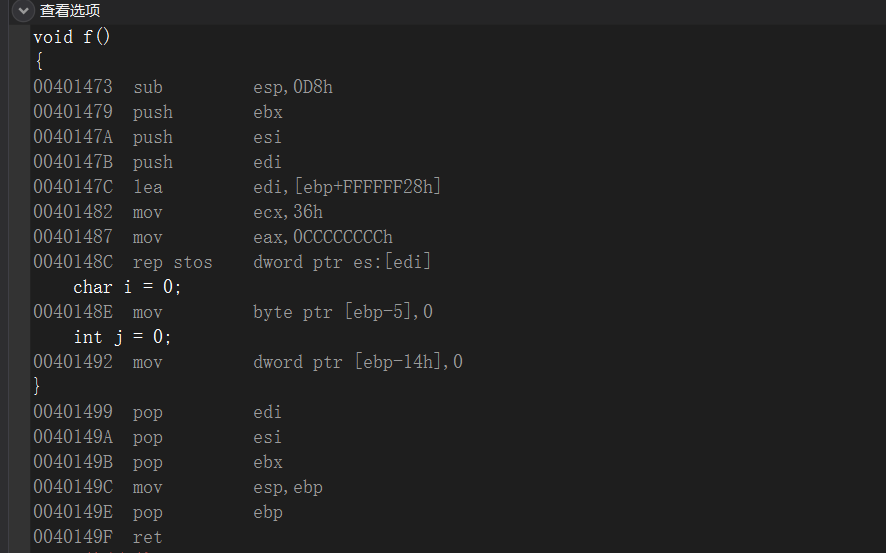 查看选项
void f()
{
00401473 sub esp,0D8h
00401479 push ebx
0040147A push esi
0040147B push edi
0040147C lea edi,[ebp+FFFFFF28h]
00401482 mov ecx,36h
00401487 mov eax,0CCCCCCCCh
0040148C rep stos dword ptr es:[edi]
char i = 0;
0040148E mov byte ptr [ebp-5],0
int j = 0;
00401492 mov dword ptr [ebp-14h],0
}
00401499 pop edi
0040149A pop esi
0040149B pop ebx
0040149C mov esp,ebp
0040149E pop ebp
0040149F ret